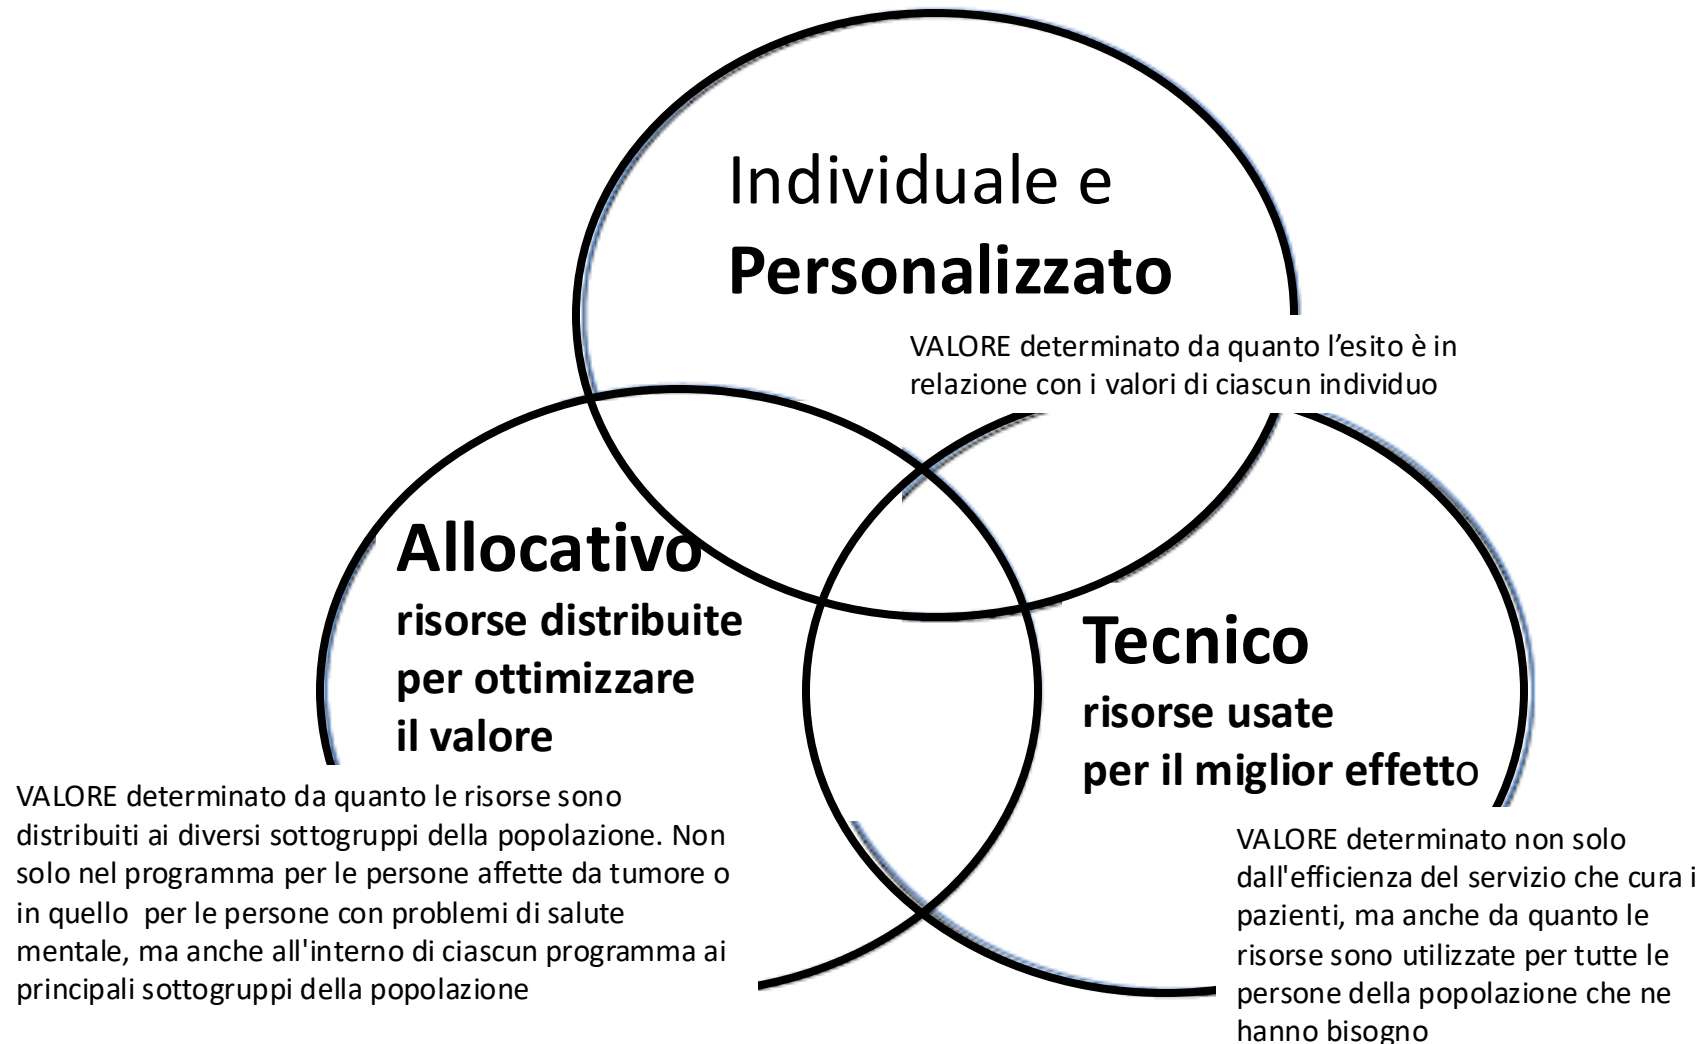 Individuale e
Personalizzato
VALORE determinato da quanto l’esito è in
relazione con i valori di ciascun individuo
Allocativo
risorse distribuite
per ottimizzare
il valore
VALORE determinato da quanto le risorse sono
distribuiti ai diversi sottogruppi della popolazione. Non
solo nel programma per le persone affette da tumore o
in quello per le persone con problemi di salute
mentale, ma anche all'interno di ciascun programma ai
principali sottogruppi della popolazione
Tecnico
risorse usate
per il miglior effetto
VALORE determinato non solo
dall'efficienza del servizio che cura i
pazienti, ma anche da quanto le
risorse sono utilizzate per tutte le
persone della popolazione che ne
hanno bisogno